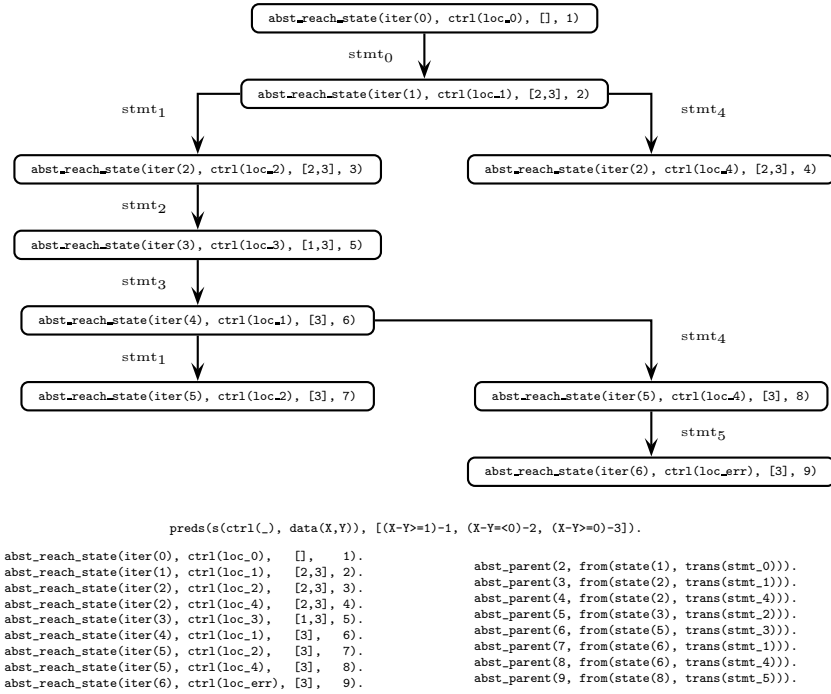 abst_reach_state(iter(0), ctrl(loc_0), [], 1)
stmt0
abst_reach_state(iter(1), ctrl(loc_1), [2,3], 2)
stmt1
stmt4
abst_reach_state(iter(2), ctrl(loc_2), [2,3], 3)
abst_reach_state(iter(2), ctrl(loc_4), [2,3], 4)
stmt2
abst_reach_state(iter(3), ctrl(loc_3), [1,3], 5)
stmt3
abst_reach_state(iter(4), ctrl(loc_1), [3], 6)
stmt1
stmt4
abst_reach_state(iter(5), ctrl(loc_2), [3], 7)
abst_reach_state(iter(5), ctrl(loc_4), [3], 8)
stmt5
abst_reach_state(iter(6), ctrl(loc_err), [3], 9)
preds(s(ctrl(_), data(X,Y)), [(X-Y>=1)-1, (X-Y=<0)-2, (X-Y>=0)-3]).
abst_reach_state(iter(0), ctrl(loc_0), [], 1).
abst_reach_state(iter(1), ctrl(loc_1), [2,3], 2).
abst_reach_state(iter(2), ctrl(loc_2), [2,3], 3).
abst_reach_state(iter(2), ctrl(loc_4), [2,3], 4).
abst_reach_state(iter(3), ctrl(loc_3), [1,3], 5).
abst_reach_state(iter(4), ctrl(loc_1), [3], 6).
abst_reach_state(iter(5), ctrl(loc_2), [3], 7).
abst_reach_state(iter(5), ctrl(loc_4), [3], 8).
abst_reach_state(iter(6), ctrl(loc_err), [3], 9).
abst_parent(2, from(state(1), trans(stmt_0))).
abst_parent(3, from(state(2), trans(stmt_1))).
abst_parent(4, from(state(2), trans(stmt_4))).
abst_parent(5, from(state(3), trans(stmt_2))).
abst_parent(6, from(state(5), trans(stmt_3))).
abst_parent(7, from(state(6), trans(stmt_1))).
abst_parent(8, from(state(6), trans(stmt_4))).
abst_parent(9, from(state(8), trans(stmt_5))).